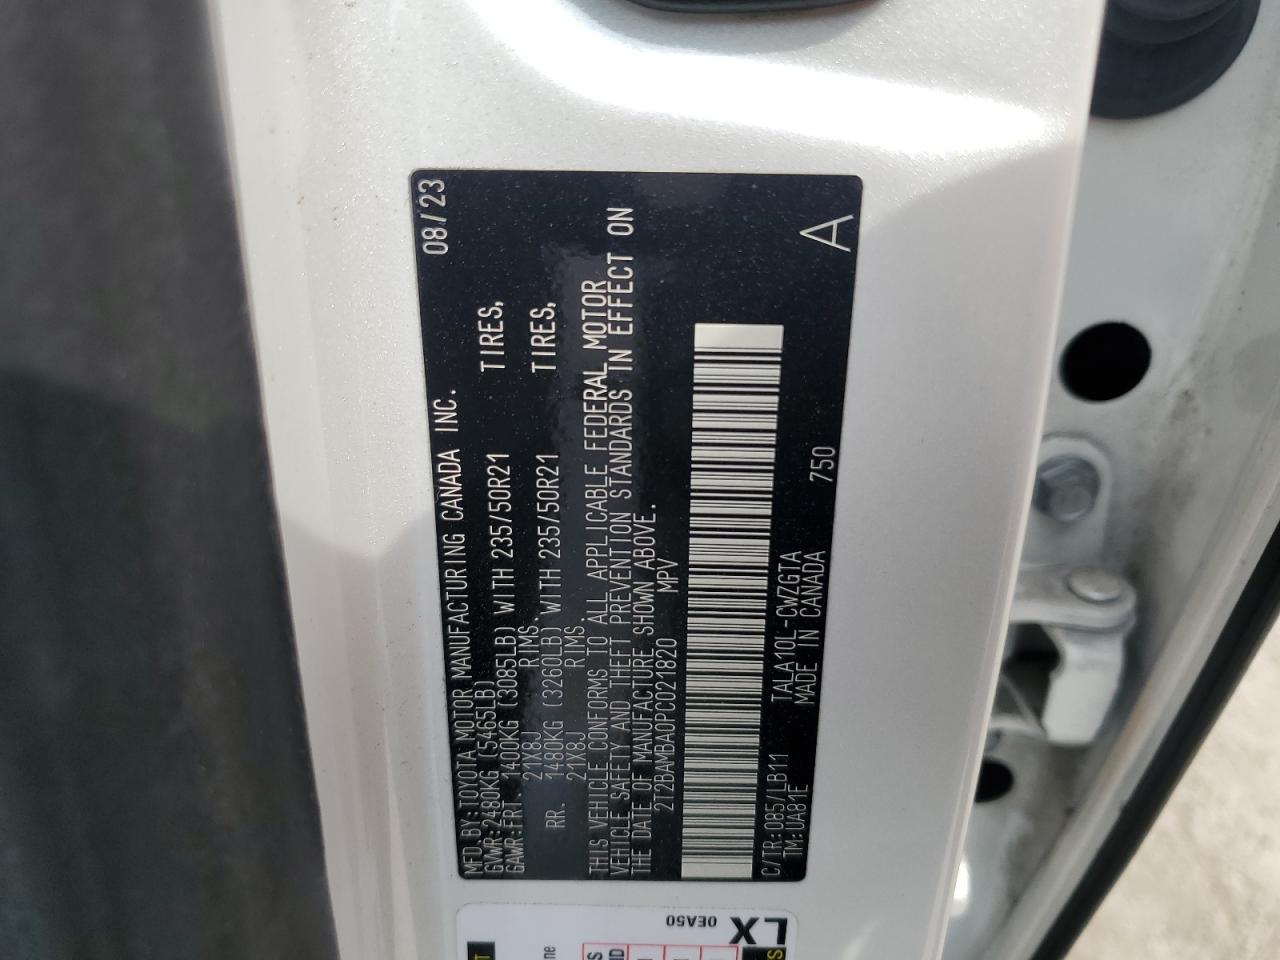 MFD.BY:TOYOTA MOTOR MANUFACTURING CANADA INC. 08/23
GVWR:2480KG (5465LB)
GAWR:FRT 1400KG (3085LB) WITH 235/50R21 TIRES,
21X8J RIMS,
RR. 1480KG (3260LB) WITH 235/50R21 TIRES,
21X8J RIMS,
THIS VEHICLE CONFORMS TO ALL APPLICABLE FEDERAL MOTOR
VEHICLE SAFETY AND THEFT PREVENTION STANDARDS IN EFFECT ON
THE DATE OF MANUFACTURE SHOWN ABOVE.
2T2BAMBA0PC021820 MPV
C/TR:085/LB11 TALA10L-CWZGTA
TM:UA81E MADE IN CANADA 750 A
LX
0EA50
ne